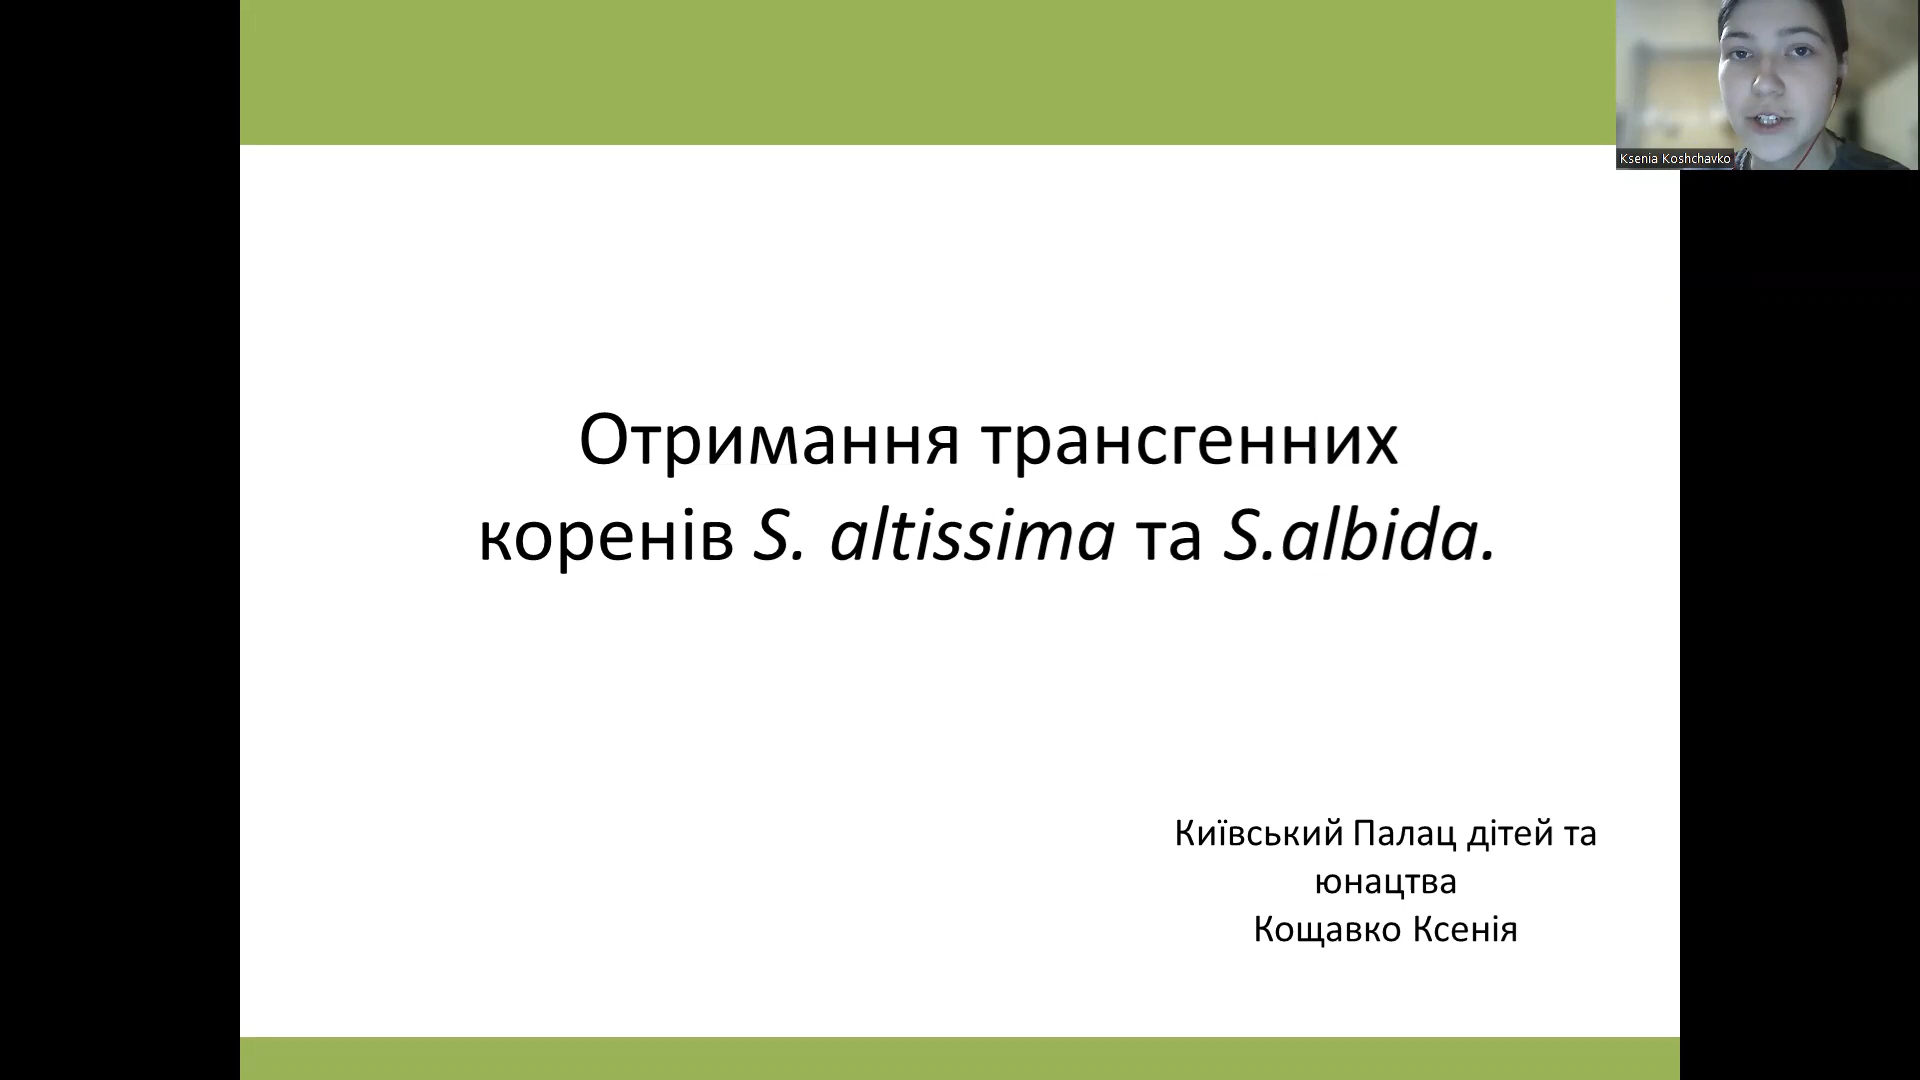 Ksenia Koshchavko
Отримання трансгенних
коренів S. altissima та S.albida.
Київський Палац дітей та
юнацтва
Кощавко Ксенія